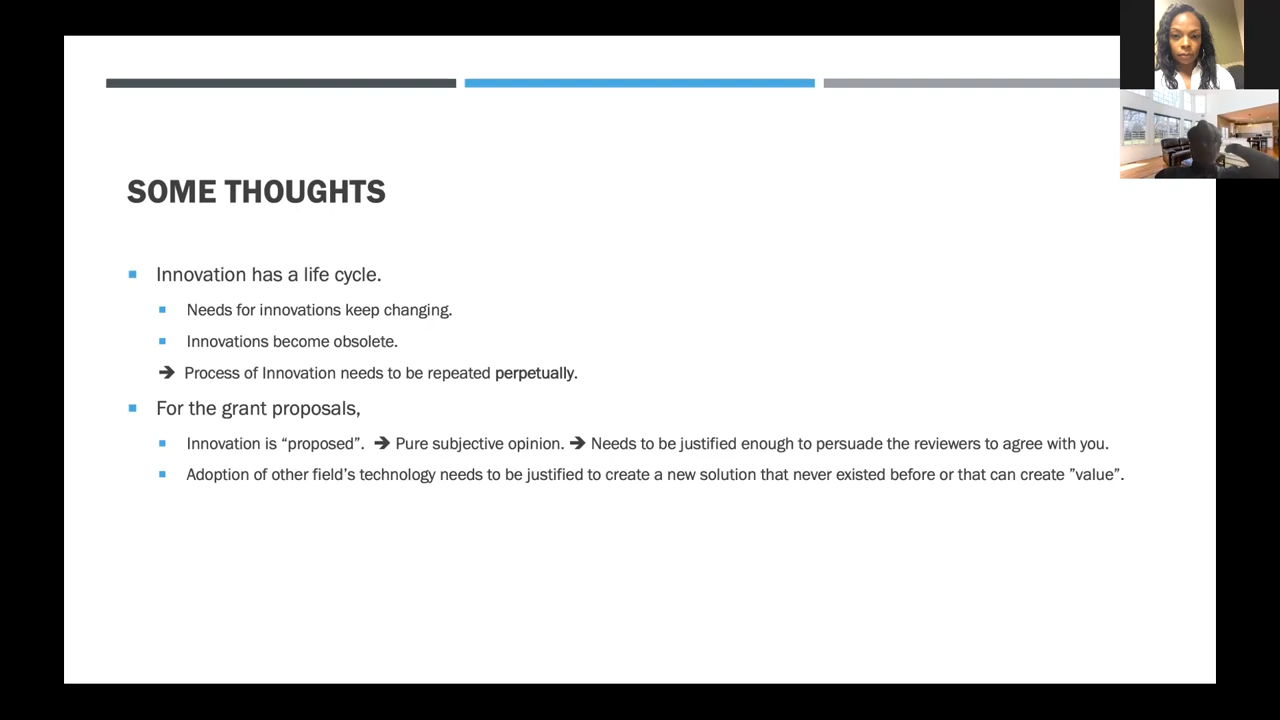 SOME THOUGHTS
Innovation has a life cycle.
Needs for innovations keep changing.
Innovations become obsolete.
➔ Process of Innovation needs to be repeated perpetually.
For the grant proposals,
Innovation is “proposed”. ➔ Pure subjective opinion. ➔ Needs to be justified enough to persuade the reviewers to agree with you.
Adoption of other field’s technology needs to be justified to create a new solution that never existed before or that can create ”value”.